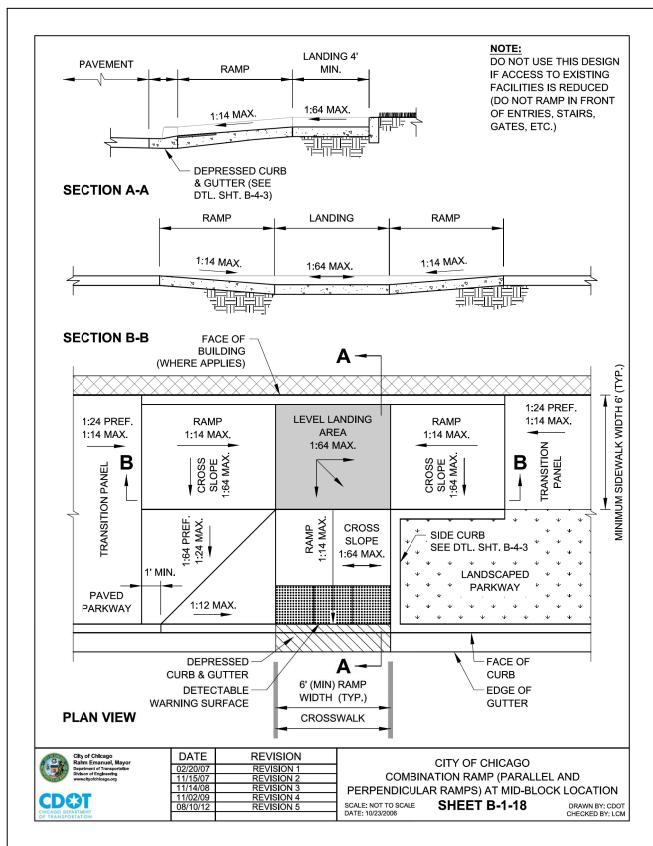 PAVEMENT
RAMP
LANDING 4'
MIN.
1:14 MAX.
1:64 MAX.
DEPRESSED CURB
& GUTTER (SEE
DTL. SHT. B-4-3)
SECTION A-A
NOTE:
DO NOT USE THIS DESIGN
IF ACCESS TO EXISTING
FACILITIES IS REDUCED
(DO NOT RAMP IN FRONT
OF ENTRIES, STAIRS,
GATES, ETC.)
RAMP
LANDING
RAMP
1:14 MAX.
1:64 MAX.
1:14 MAX.
SECTION B-B
FACE OF
BUILDING
(WHERE APPLIES)
A
1:24 PREF.
1:14 MAX.
RAMP
1:14 MAX.
LEVEL LANDING
AREA
1:64 MAX.
RAMP
1:14 MAX.
1:24 PREF.
1:14 MAX.
B
TRANSITION PANEL
CROSS
SLOPE
1:64 MAX.
CROSS
SLOPE
1:64 MAX.
B
TRANSITION
PANEL
MINIMUM SIDEWALK WIDTH 6' (TYP.)
1:64 PREF.
1:24 MAX.
RAMP
1:14 MAX.
CROSS
SLOPE
1:64 MAX.
SIDE CURB
SEE DTL. SHT. B-4-3
LANDSCAPED
PARKWAY
1' MIN.
PAVED
PARKWAY
1:12 MAX.
DEPRESSED
CURB & GUTTER
DETECTABLE
WARNING SURFACE
A
6' (MIN) RAMP
WIDTH (TYP.)
CROSSWALK
FACE OF
CURB
EDGE OF
GUTTER
PLAN VIEW
City of Chicago
Rahm Emanuel, Mayor
Department of Transportation
Division of Engineering
www.cityofchicago.org
CDOT
CHICAGO DEPARTMENT
OF TRANSPORTATION
DATE REVISION
02/20/07 REVISION 1
11/15/07 REVISION 2
11/14/08 REVISION 3
11/02/09 REVISION 4
08/10/12 REVISION 5
CITY OF CHICAGO
COMBINATION RAMP (PARALLEL AND
PERPENDICULAR RAMPS) AT MID-BLOCK LOCATION
SCALE: NOT TO SCALE
DATE: 10/23/2006
SHEET B-1-18
DRAWN BY: CDOT
CHECKED BY: LCM